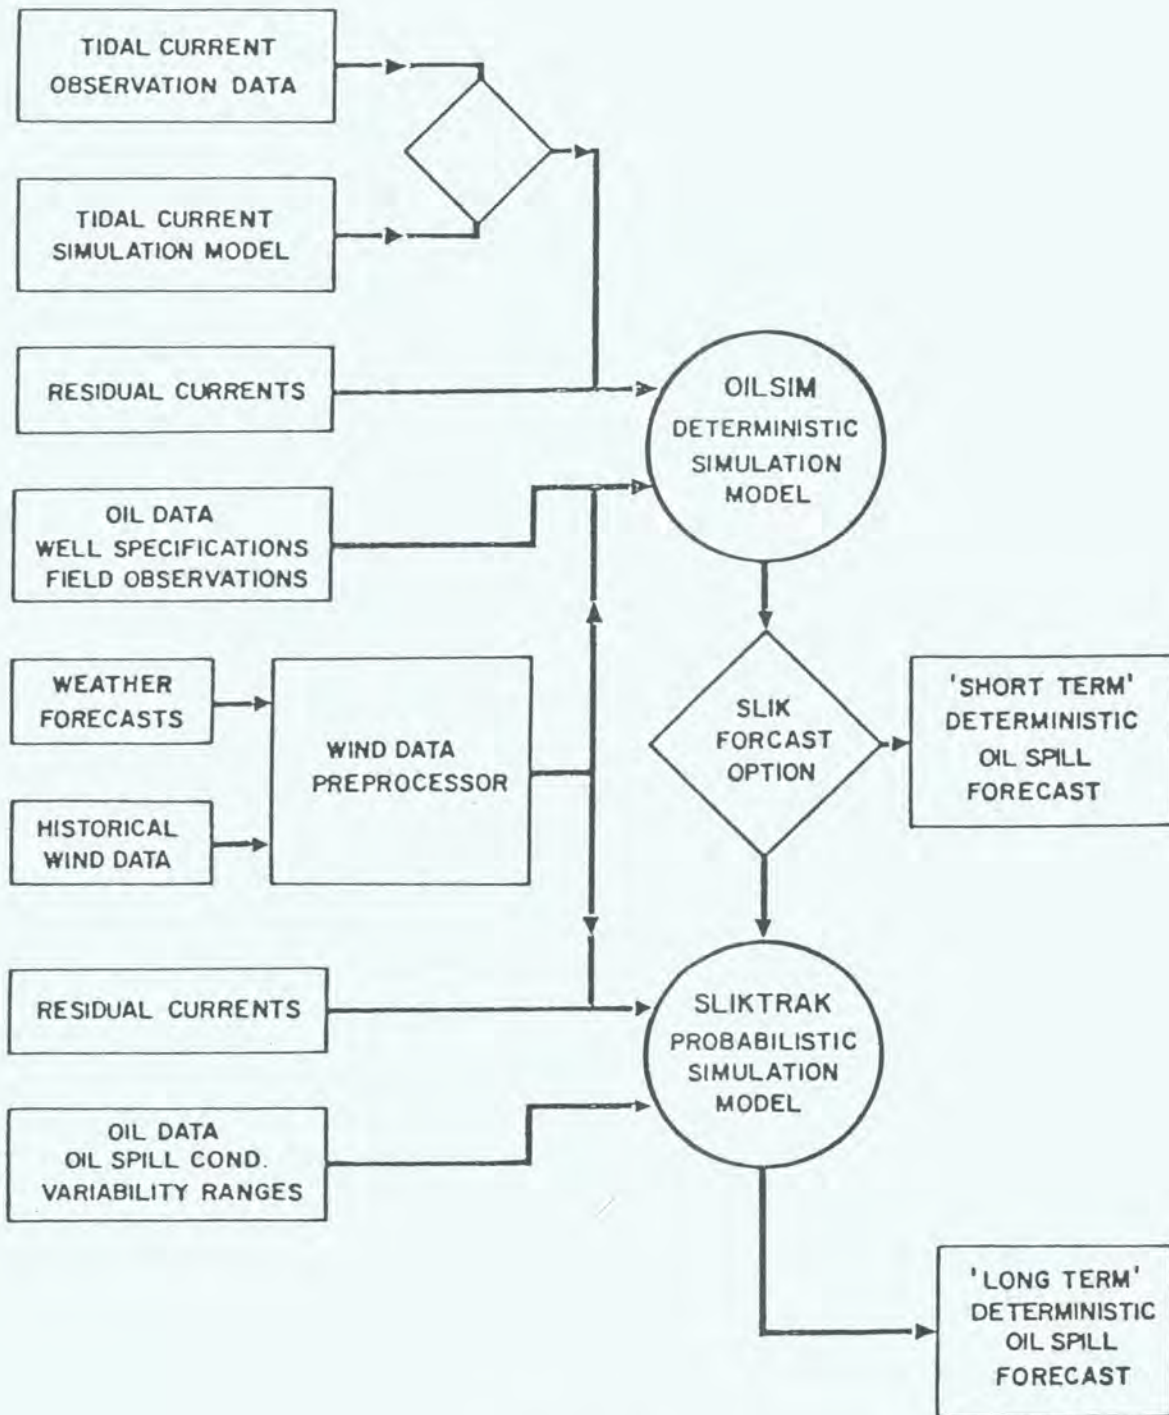 TIDAL CURRENT
OBSERVATION DATA
TIDAL CURRENT
SIMULATION MODEL
RESIDUAL CURRENTS
OILSIM
DETERMINISTIC
SIMULATION
MODEL
OIL DATA
WELL SPECIFICATIONS
FIELD OBSERVATIONS
WEATHER
FORECASTS
WIND DATA
PREPROCESSOR
HISTORICAL
WIND DATA
SLIK
FORCAST
OPTION
'SHORT TERM'
DETERMINISTIC
OIL SPILL
FORECAST
RESIDUAL CURRENTS
SLIKTRAK
PROBABILISTIC
SIMULATION
MODEL
OIL DATA
OIL SPILL COND.
VARIABILITY RANGES
'LONG TERM'
DETERMINISTIC
OIL SPILL
FORECAST